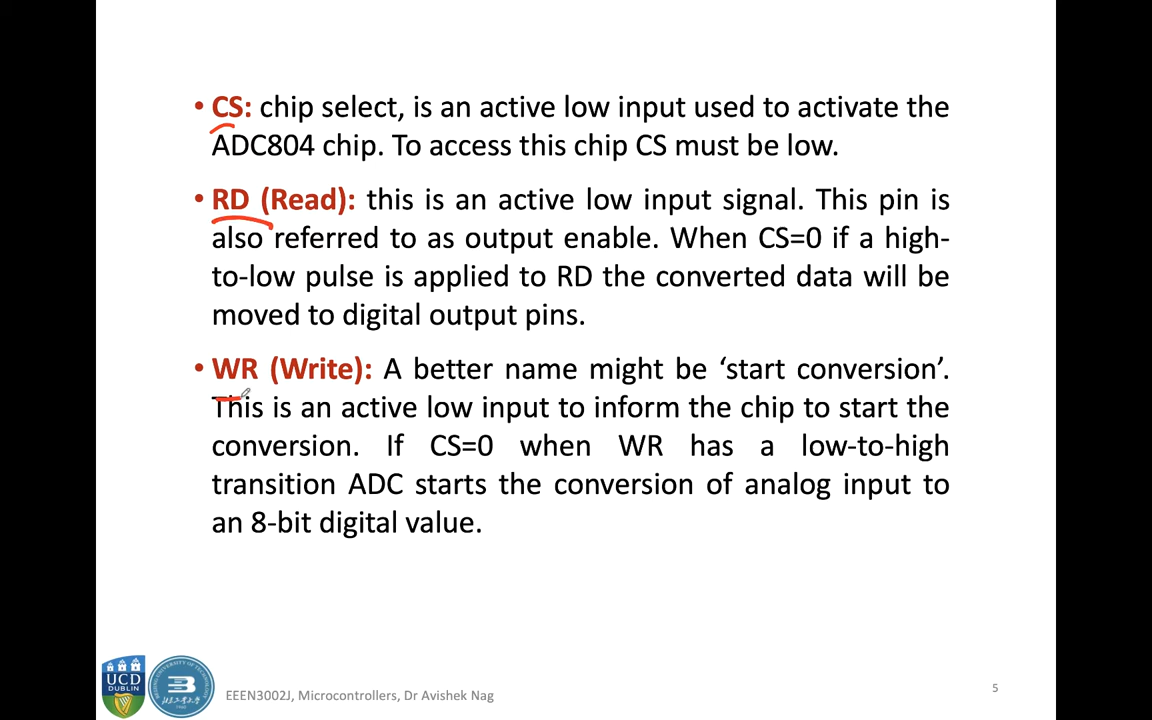 • CS: chip select, is an active low input used to activate the
ADC804 chip. To access this chip CS must be low.
• RD (Read): this is an active low input signal. This pin is
also referred to as output enable. When CS=0 if a high-
to-low pulse is applied to RD the converted data will be
moved to digital output pins.
• WR (Write): A better name might be ‘start conversion’.
This is an active low input to inform the chip to start the
conversion. If CS=0 when WR has a low-to-high
transition ADC starts the conversion of analog input to
an 8-bit digital value.
UCD
DUBLIN
EEEN3002J, Microcontrollers, Dr Avishek Nag
5